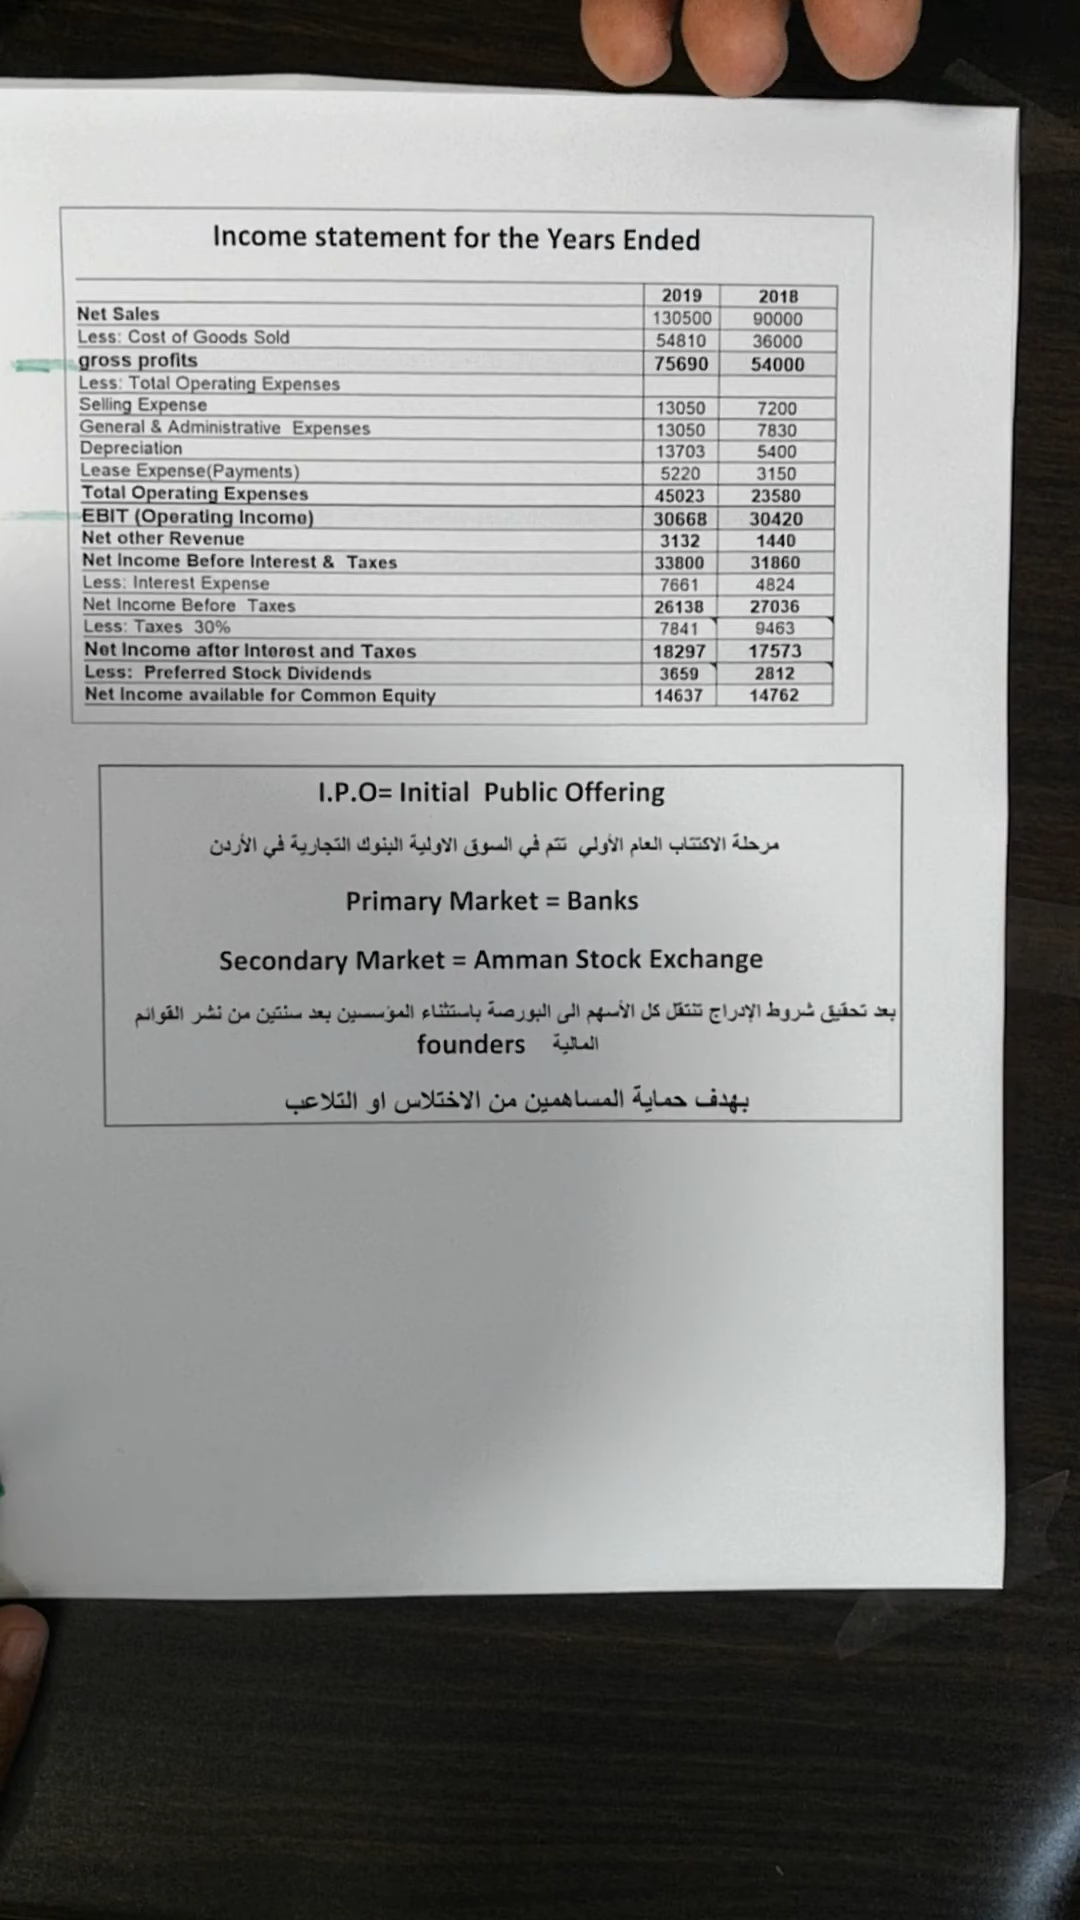 Income statement for the Years Ended
2019 2018
Net Sales 130500 90000
Less: Cost of Goods Sold 54810 36000
gross profits 75690 54000
Less: Total Operating Expenses
Selling Expense 13050 7200
General & Administrative Expenses 13050 7830
Depreciation 13703 5400
Lease Expense(Payments) 5220 3150
Total Operating Expenses 45023 23580
EBIT (Operating Income) 30668 30420
Net other Revenue 3132 1440
Net Income Before Interest & Taxes 33800 31860
Less: Interest Expense 7661 4824
Net Income Before Taxes 26138 27036
Less: Taxes 30% 7841 9463
Net Income after Interest and Taxes 18297 17573
Less: Preferred Stock Dividends 3659 2812
Net Income available for Common Equity 14637 14762
I.P.O= Initial Public Offering
مرحلة الاكتتاب العام الأولي تتم في السوق الاولية البنوك التجارية في الأردن
Primary Market = Banks
Secondary Market = Amman Stock Exchange
بعد تحقيق شروط الإدراج تنتقل كل الأسهم الى البورصة باستثناء المؤسسين بعد سنتين من نشر القوائم
المالية founders
بهدف حماية المساهمين من الاختلاس او التلاعب